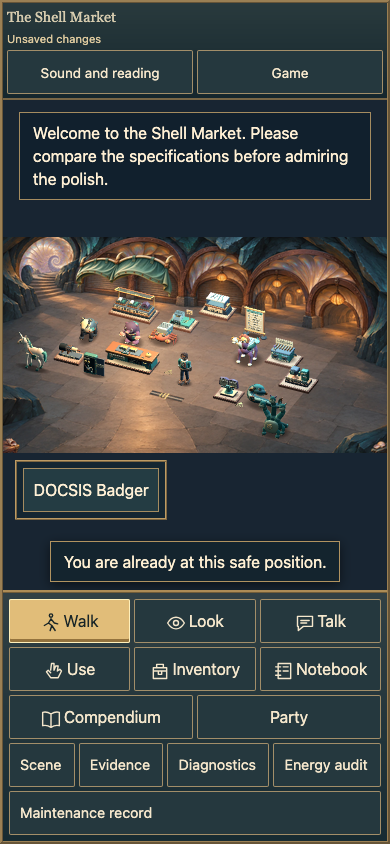 The Shell Market
Unsaved changes
Sound and reading
Game
Welcome to the Shell Market. Please
compare the specifications before admiring
the polish.
DOCSIS Badger
You are already at this safe position.
Walk
Look
Talk
Use
Inventory
Notebook
Compendium
Party
Scene
Evidence
Diagnostics
Energy audit
Maintenance record